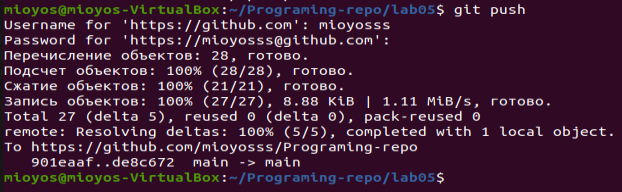 mioyos@mioyos-VirtualBox:~/Programing-repo/lab05$ git push
Username for 'https://github.com': mioyosss
Password for 'https://mioyosss@github.com':
Перечисление объектов: 28, готово.
Подсчет объектов: 100% (28/28), готово.
Сжатие объектов: 100% (21/21), готово.
Запись объектов: 100% (27/27), 8.88 KiB | 1.11 MiB/s, готово.
Total 27 (delta 5), reused 0 (delta 0), pack-reused 0
remote: Resolving deltas: 100% (5/5), completed with 1 local object.
To https://github.com/mioyosss/Programing-repo
   901eaaf..de8c672  main -> main
mioyos@mioyos-VirtualBox:~/Programing-repo/lab05$